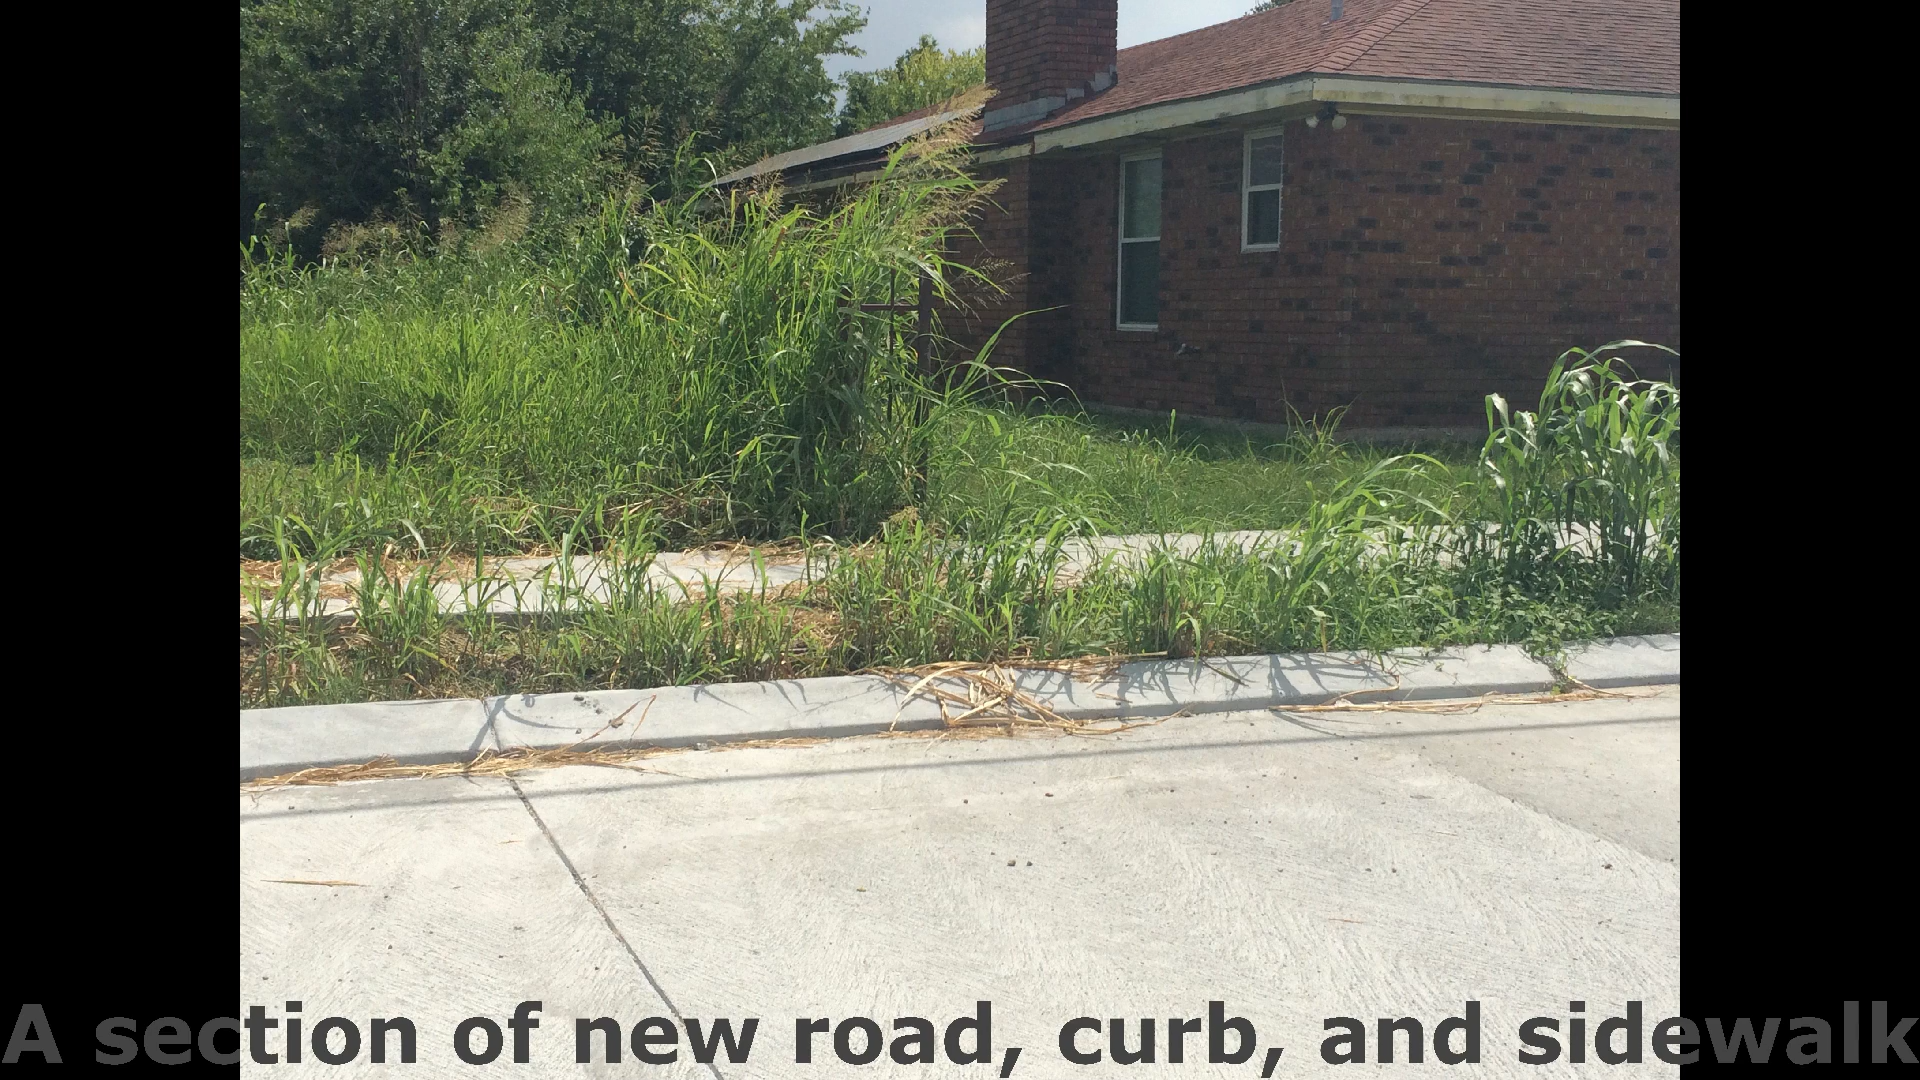 A section of new road, curb, and sidewalk